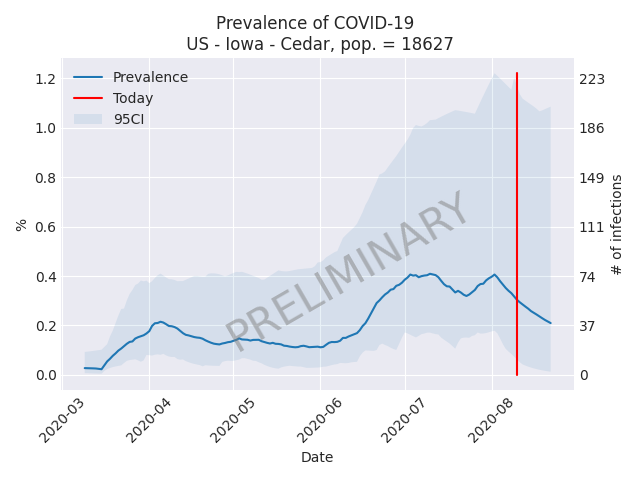 Prevalence of COVID-19
US - Iowa - Cedar, pop. = 18627
Prevalence
Today
95CI
PRELIMINARY
%
1.2
1.0
0.8
0.6
0.4
0.2
0.0
# of infections
223
186
149
111
74
37
0
2020-03
2020-04
2020-05
2020-06
2020-07
2020-08
Date